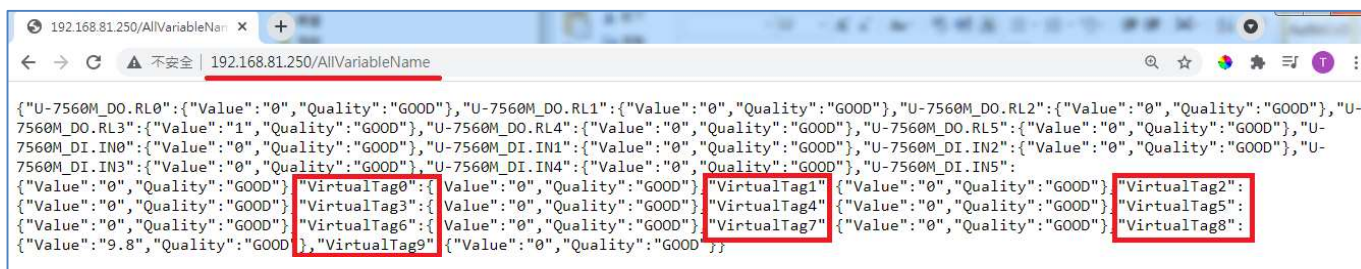 192.168.81.250/AllVariableNan
不安全 | 192.168.81.250/AllVariableName
T
{"U-7560M_DO.RL0":{"Value":"0","Quality":"GOOD"},"U-7560M_DO.RL1":{"Value":"0","Quality":"GOOD"},"U-7560M_DO.RL2":{"Value":"0","Quality":"GOOD"},"U-
7560M_DO.RL3":{"Value":"1","Quality":"GOOD"},"U-7560M_DO.RL4":{"Value":"0","Quality":"GOOD"},"U-7560M_DO.RL5":{"Value":"0","Quality":"GOOD"},"U-
7560M_DI.IN0":{"Value":"0","Quality":"GOOD"},"U-7560M_DI.IN1":{"Value":"0","Quality":"GOOD"},"U-7560M_DI.IN2":{"Value":"0","Quality":"GOOD"},"U-
7560M_DI.IN3":{"Value":"0","Quality":"GOOD"},"U-7560M_DI.IN4":{"Value":"0","Quality":"GOOD"},"U-7560M_DI.IN5":
{"Value":"0","Quality":"GOOD"},"VirtualTag0":{"Value":"0","Quality":"GOOD"},"VirtualTag1":{"Value":"0","Quality":"GOOD"},"VirtualTag2":
{"Value":"0","Quality":"GOOD"},"VirtualTag3":{"Value":"0","Quality":"GOOD"},"VirtualTag4":{"Value":"0","Quality":"GOOD"},"VirtualTag5":
{"Value":"0","Quality":"GOOD"},"VirtualTag6":{"Value":"0","Quality":"GOOD"},"VirtualTag7":{"Value":"0","Quality":"GOOD"},"VirtualTag8":
{"Value":"9.8","Quality":"GOOD"},"VirtualTag9":{"Value":"0","Quality":"GOOD"}}